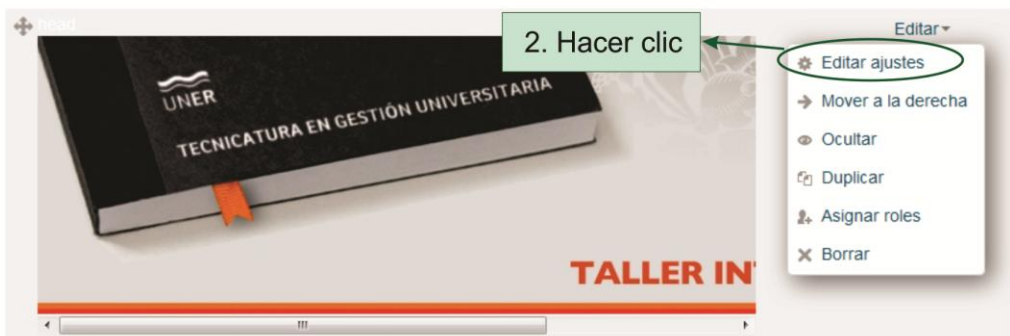 head
Editar
2. Hacer clic
Editar ajustes
Mover a la derecha
Ocultar
Duplicar
Asignar roles
Borrar
UNER
TECNICATURA EN GESTIÓN UNIVERSITARIA
TALLER IN